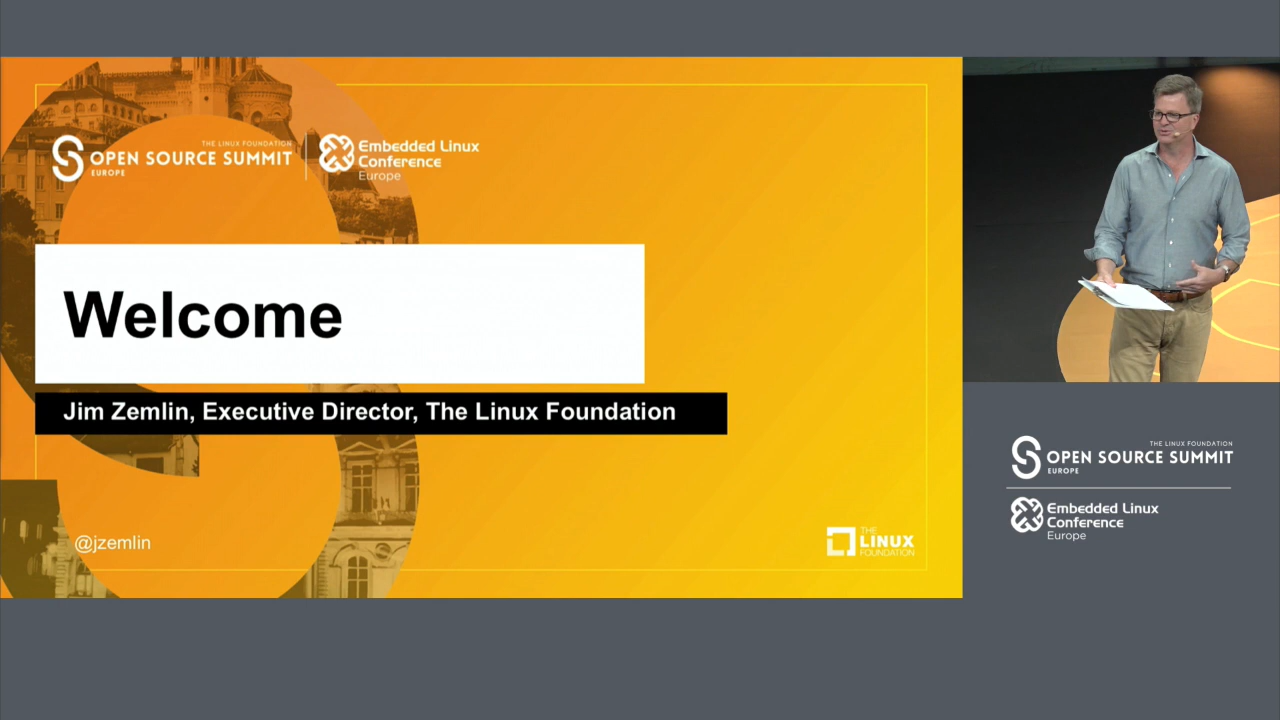 THE LINUX FOUNDATION
OPEN SOURCE SUMMIT
EUROPE
Embedded Linux
Conference
Europe
Welcome
Jim Zemlin, Executive Director, The Linux Foundation
@jzemlin
THE
LINUX
FOUNDATION
THE LINUX FOUNDATION
OPEN SOURCE SUMMIT
EUROPE
Embedded Linux
Conference
Europe